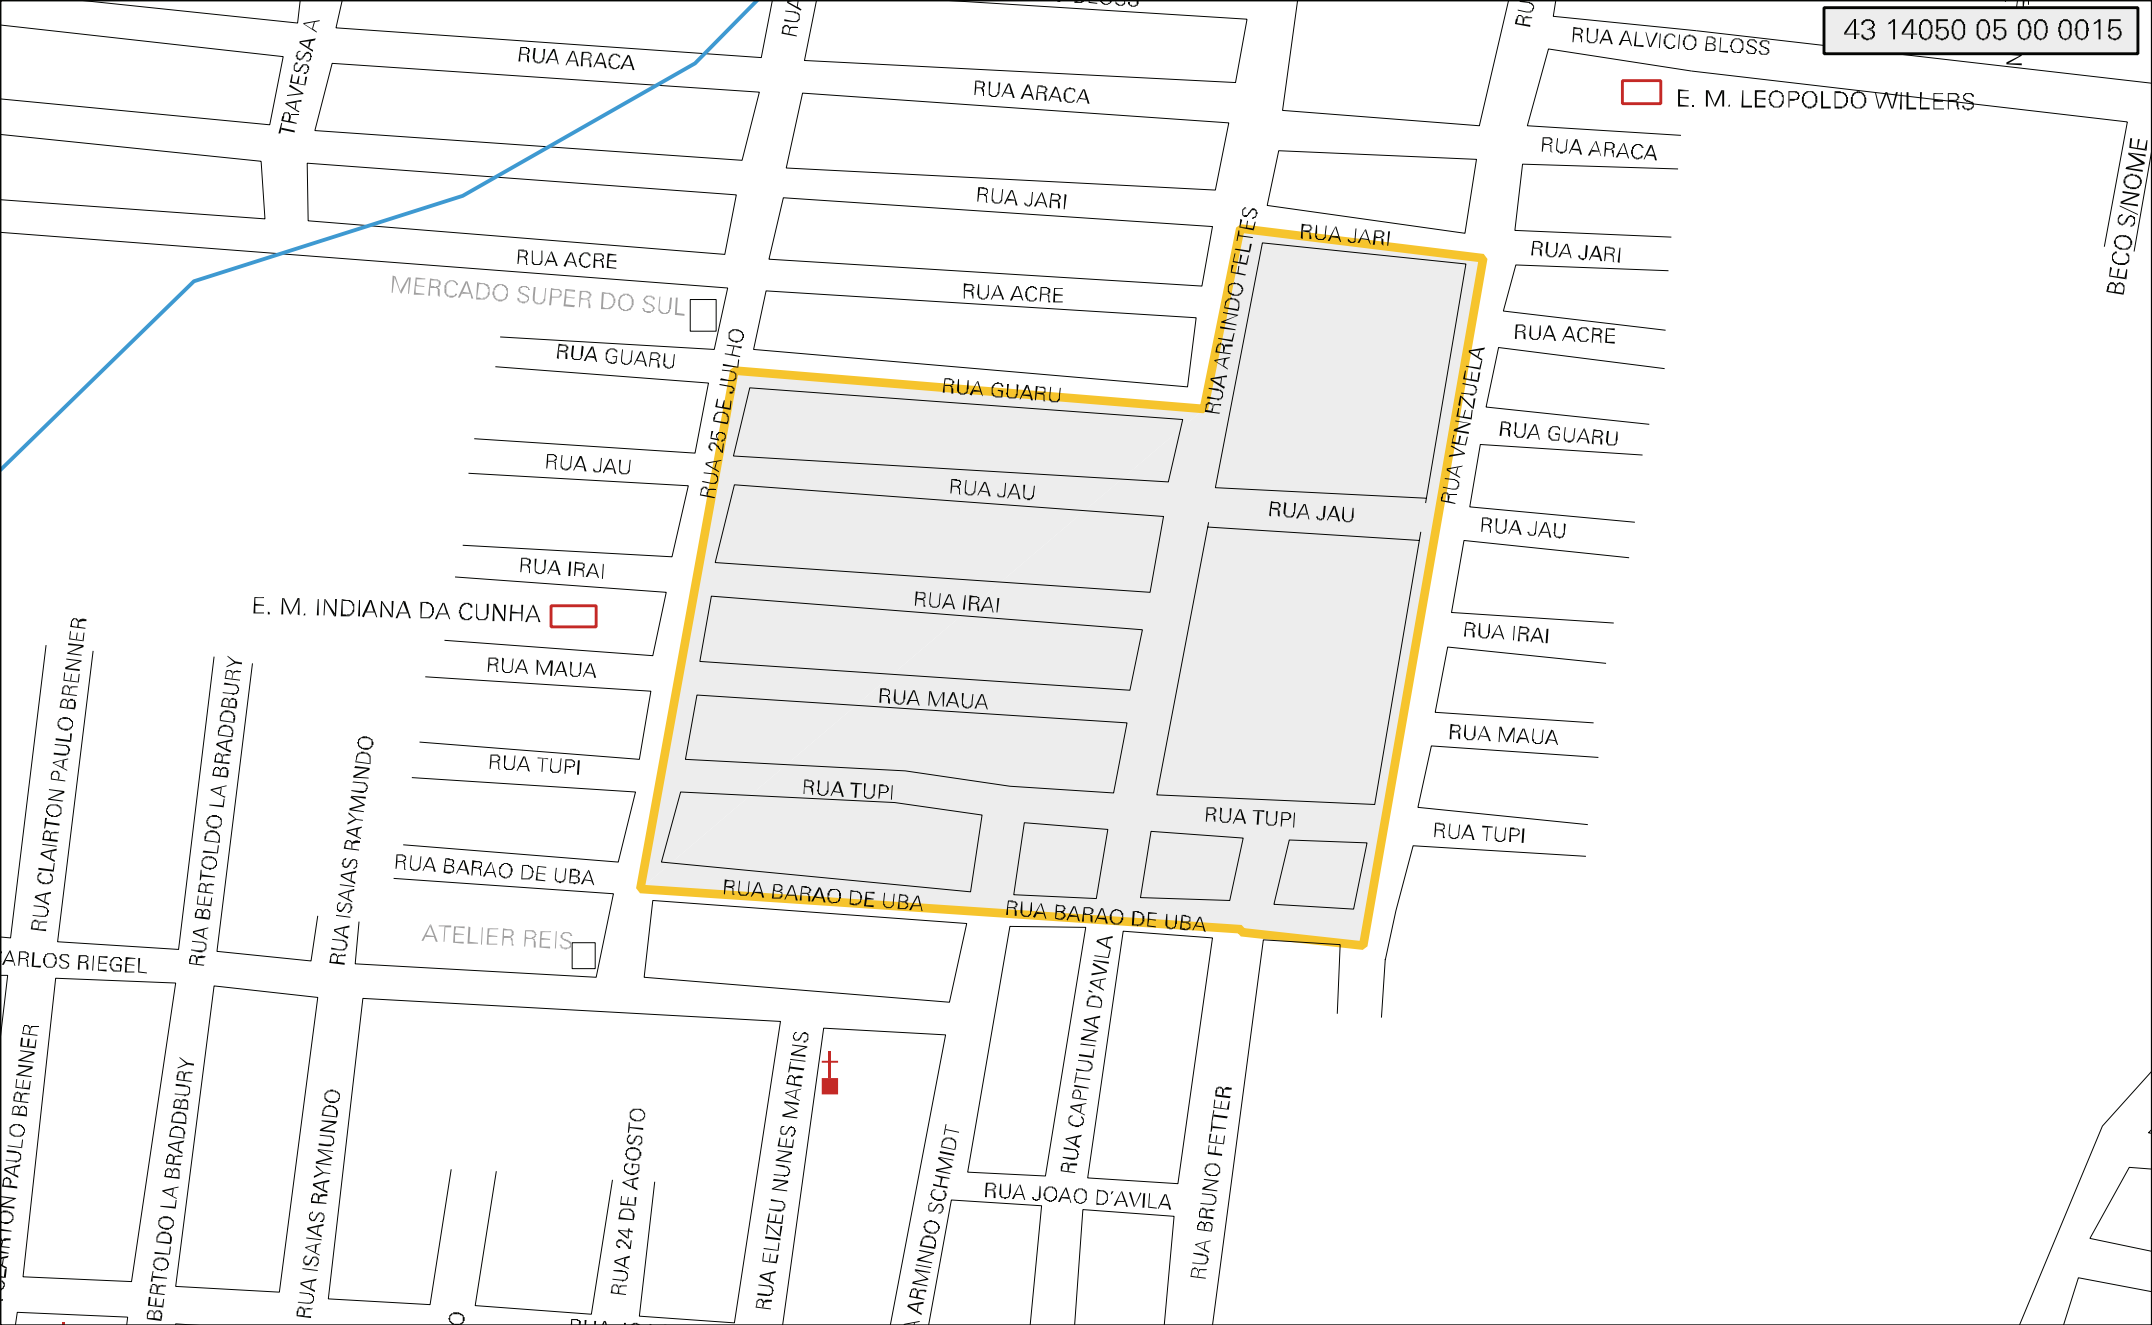 43 14050 05 00 0015
RUA ALVICIO BLOSS
RUA ARACA
TRAVESSA A
RUA ARACA
E. M. LEOPOLDO WILLERS
RUA ARACA
RUA JARI
BECO S/NOME
RUA JARI
RUA JARI
RUA ACRE
MERCADO SUPER DO SUL
RUA ACRE
RUA ARLINDO FELTES
RUA ACRE
RUA GUARU
RUA 25 DE JULHO
RUA GUARU
RUA VENEZUELA
RUA GUARU
RUA JAU
RUA JAU
RUA JAU
RUA JAU
RUA IRAI
RUA IRAI
RUA IRAI
E. M. INDIANA DA CUNHA
RUA MAUA
RUA MAUA
RUA MAUA
RUA CLAIRTON PAULO BRENNER
RUA BERTOLDO LA BRADDBURY
RUA ISAIAS RAYMUNDO
RUA TUPI
RUA TUPI
RUA TUPI
RUA TUPI
RUA BARAO DE UBA
RUA BARAO DE UBA
RUA BARAO DE UBA
ATELIER REIS
ARLOS RIEGEL
RUA CAPITULINA D'AVILA
PAULO BRENNER
BERTOLDO LA BRADDBURY
RUA ISAIAS RAYMUNDO
RUA 24 DE AGOSTO
RUA ELIZEU NUNES MARTINS
ARMINDO SCHMIDT
RUA JOAO D'AVILA
RUA BRUNO FETTER